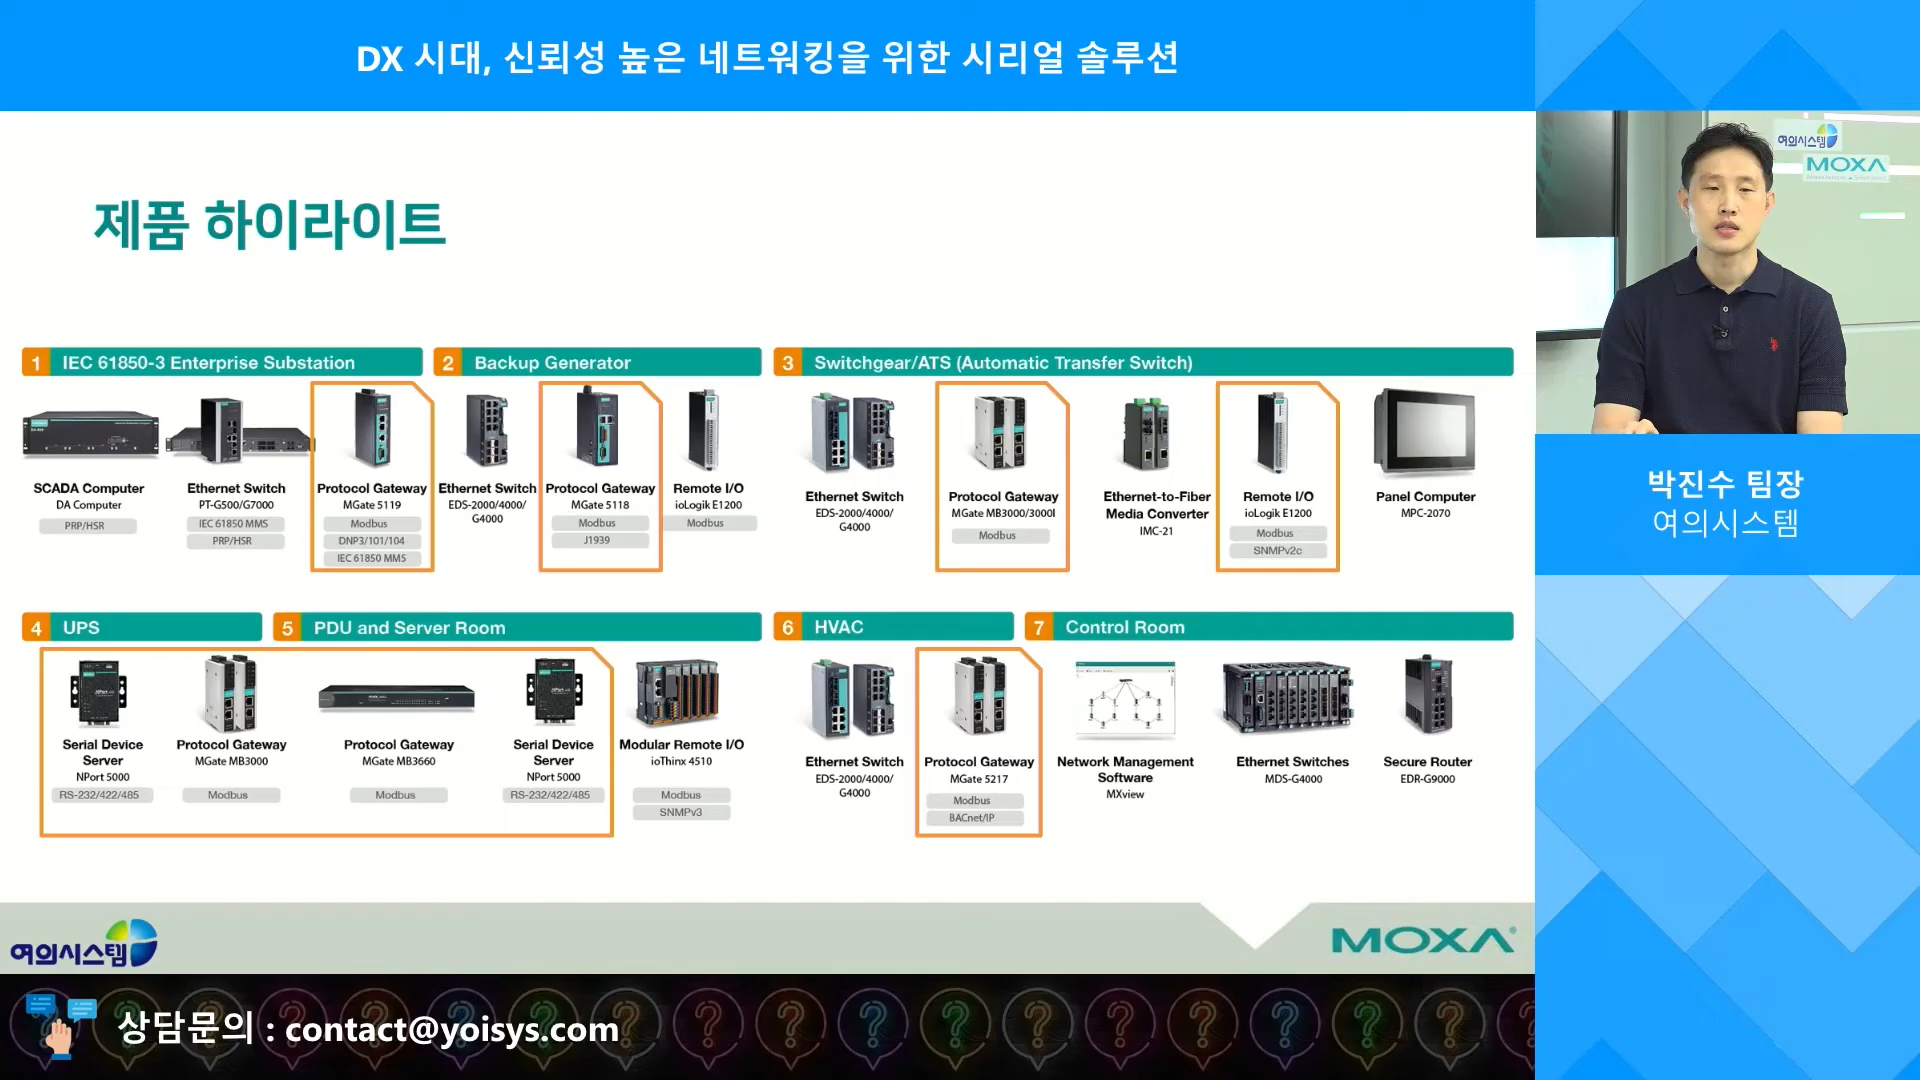 DX 시대, 신뢰성 높은 네트워킹을 위한 시리얼 솔루션
제품 하이라이트
1 IEC 61850-3 Enterprise Substation
SCADA Computer
DA Computer
PRP/HSR
Ethernet Switch
PT-G500/G7000
IEC 61850 MMS
PRP/HSR
Protocol Gateway
MGate 5119
Modbus
DNP3/101/104
IEC 61850 MMS
2 Backup Generator
Ethernet Switch
EDS-2000/4000/
G4000
Protocol Gateway
MGate 5118
Modbus
J1939
Remote I/O
ioLogik E1200
Modbus
3 Switchgear/ATS (Automatic Transfer Switch)
Ethernet Switch
EDS-2000/4000/
G4000
Protocol Gateway
MGate MB3000/3000I
Modbus
Ethernet-to-Fiber
Media Converter
IMC-21
Remote I/O
ioLogik E1200
Modbus
SNMPv2c
Panel Computer
MPC-2070
4 UPS
Serial Device
Server
NPort 5000
RS-232/422/485
Protocol Gateway
MGate MB3000
Modbus
5 PDU and Server Room
Protocol Gateway
MGate MB3660
Modbus
Serial Device
Server
NPort 5000
RS-232/422/485
Modular Remote I/O
ioThinx 4510
Modbus
SNMPv3
6 HVAC
Ethernet Switch
EDS-2000/4000/
G4000
Protocol Gateway
MGate 5217
Modbus
BACnet/IP
7 Control Room
Network Management
Software
MXview
Ethernet Switches
MDS-G4000
Secure Router
EDR-G9000
여의시스템
MOXA
여의시스템
MOXA
박진수 팀장
여의시스템
상담문의 : contact@yoisys.com